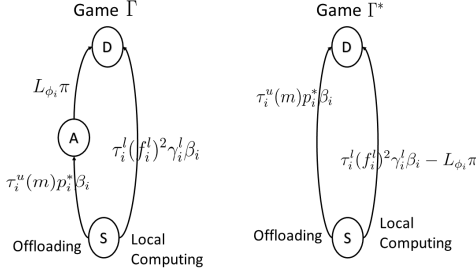 Game Γ
D
L_{ϕ_i}π
A
τ_i^l(f_i^l)^2γ_i^lβ_i
τ_i^u(m)p_i^*β_i
Offloading
S
Local
Computing
Game Γ*
D
τ_i^u(m)p_i^*β_i
τ_i^l(f_i^l)^2γ_i^lβ_i − L_{ϕ_i}π
Offloading
S
Local
Computing